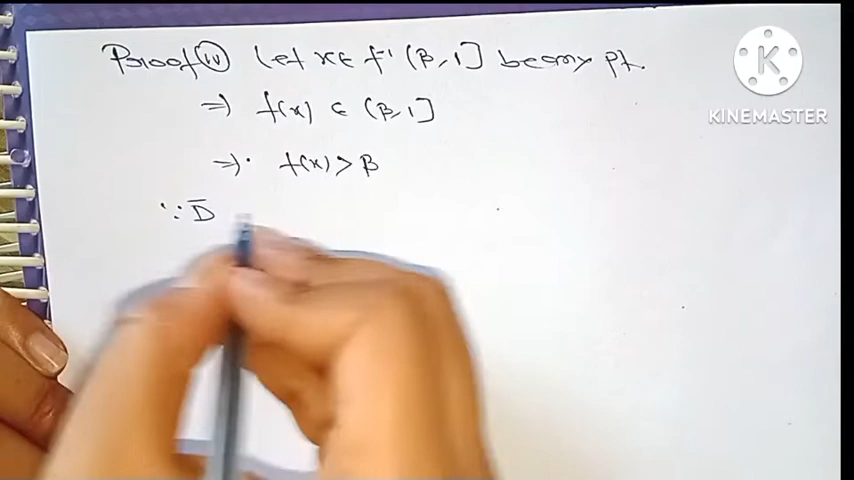 Proof (iv) let x ∈ f⁻¹(β,1] be any pt.
⇒ f(x) ∈ (β,1]
⇒ f(x) > β
∵ D̄
KINEMASTER